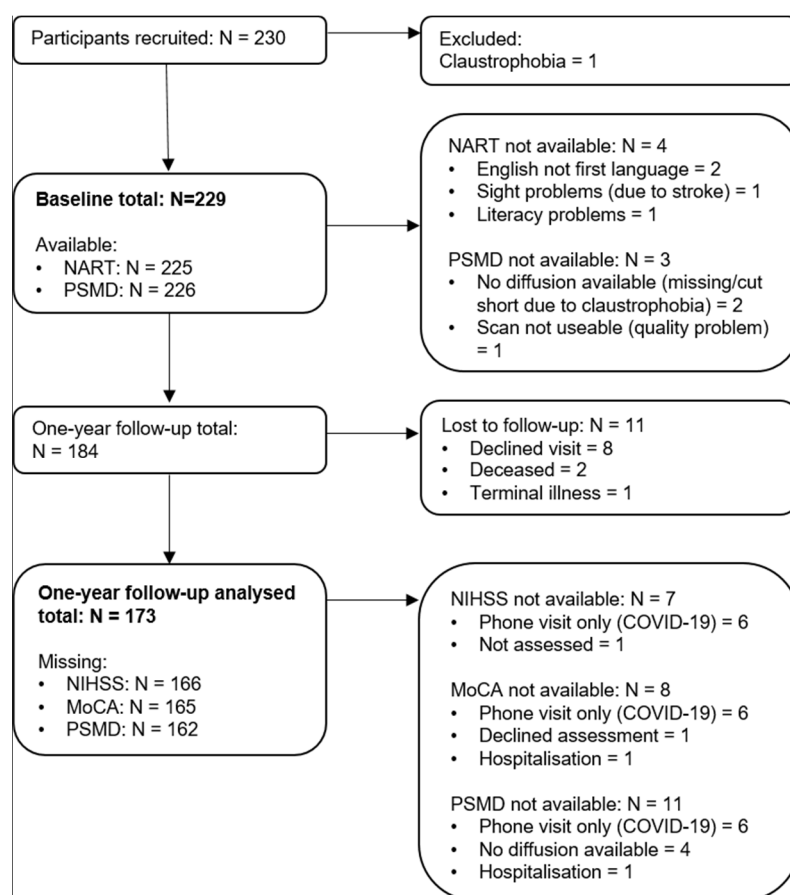 Participants recruited: N = 230
Excluded:
Claustrophobia = 1
Baseline total: N=229
Available:
• NART: N = 225
• PSMD: N = 226
NART not available: N = 4
• English not first language = 2
• Sight problems (due to stroke) = 1
• Literacy problems = 1
PSMD not available: N = 3
• No diffusion available (missing/cut
short due to claustrophobia) = 2
• Scan not useable (quality problem)
= 1
One-year follow-up total:
N = 184
Lost to follow-up: N = 11
• Declined visit = 8
• Deceased = 2
• Terminal illness = 1
One-year follow-up analysed
total: N = 173
Missing:
• NIHSS: N = 166
• MoCA: N = 165
• PSMD: N = 162
NIHSS not available: N = 7
• Phone visit only (COVID-19) = 6
• Not assessed = 1
MoCA not available: N = 8
• Phone visit only (COVID-19) = 6
• Declined assessment = 1
• Hospitalisation = 1
PSMD not available: N = 11
• Phone visit only (COVID-19) = 6
• No diffusion available = 4
• Hospitalisation = 1